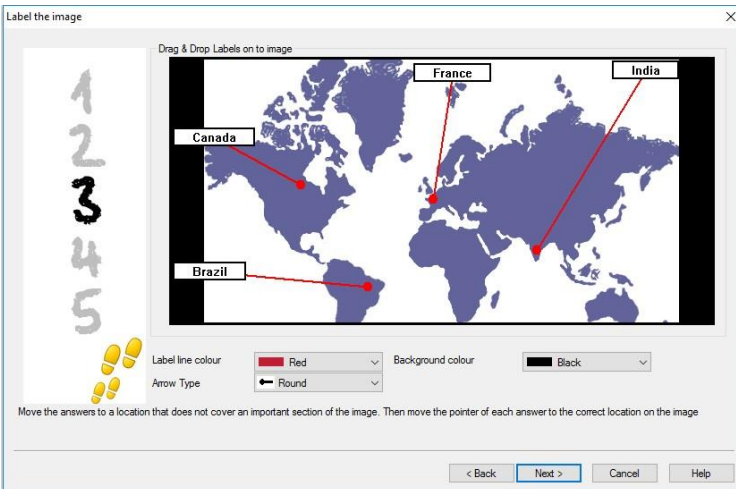 Label the image
Drag & Drop Labels on to image
1
2
3
4
5
France
India
Canada
Brazil
Label line colour
Red
Background colour
Black
Arrow Type
Round
Move the answers to a location that does not cover an important section of the image. Then move the pointer of each answer to the correct location on the image
< Back
Next >
Cancel
Help